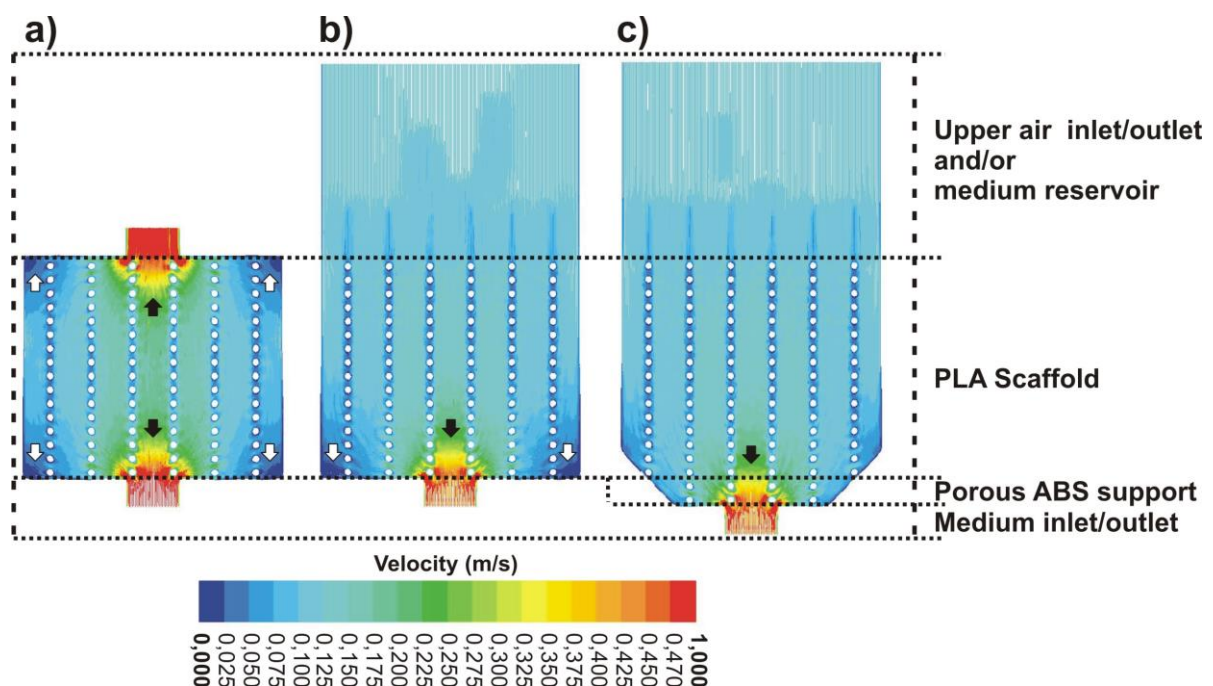 a)
b)
c)
Upper air inlet/outlet
and/or
medium reservoir
PLA Scaffold
Porous ABS support
Medium inlet/outlet
Velocity (m/s)
0,000
0,025
0,050
0,075
0,100
0,125
0,150
0,175
0,200
0,225
0,250
0,275
0,300
0,325
0,350
0,375
0,400
0,425
0,450
0,470
1,000